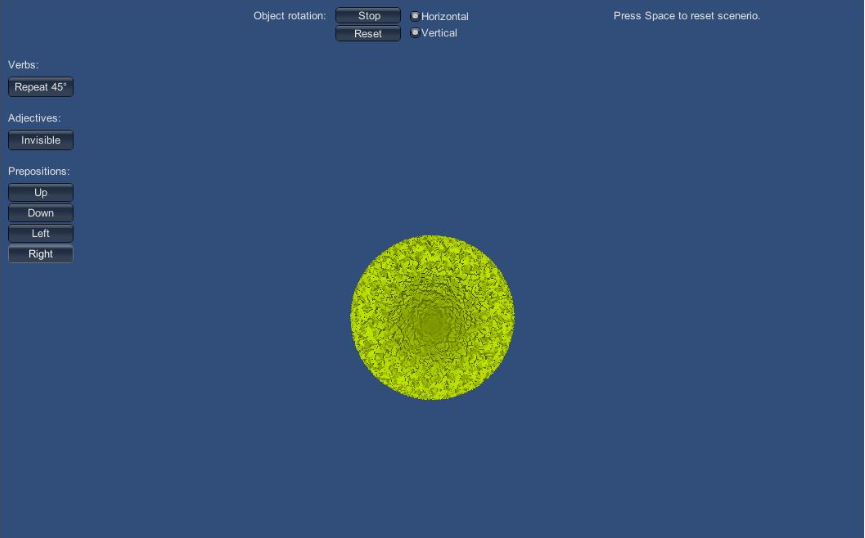 Object rotation:
Stop
Horizontal
Reset
Vertical
Press Space to reset scenerio.
Verbs:
Repeat 45°
Adjectives:
Invisible
Prepositions:
Up
Down
Left
Right